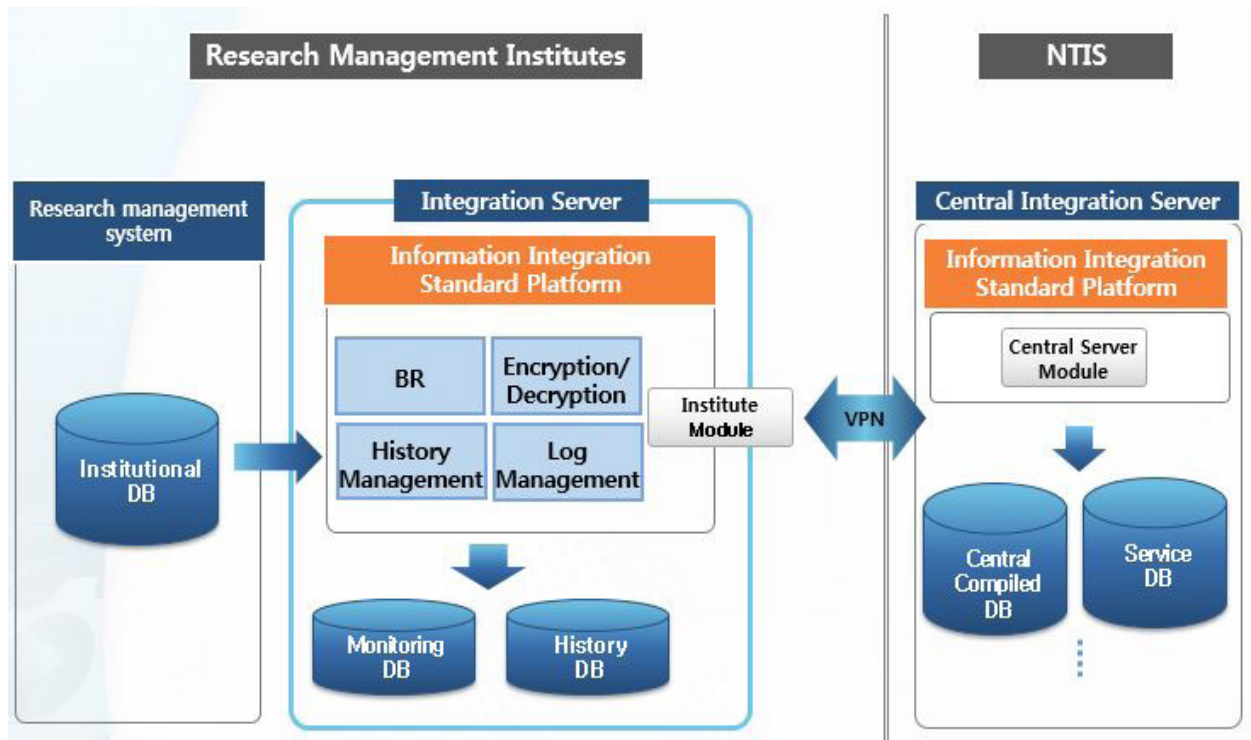 Research Management Institutes
NTIS
Research management
system
Integration Server
Information Integration
Standard Platform
BR
Encryption/
Decryption
History
Management
Log
Management
Institute
Module
Institutional
DB
Monitoring
DB
History
DB
VPN
Central Integration Server
Information Integration
Standard Platform
Central Server
Module
Central
Compiled
DB
Service
DB